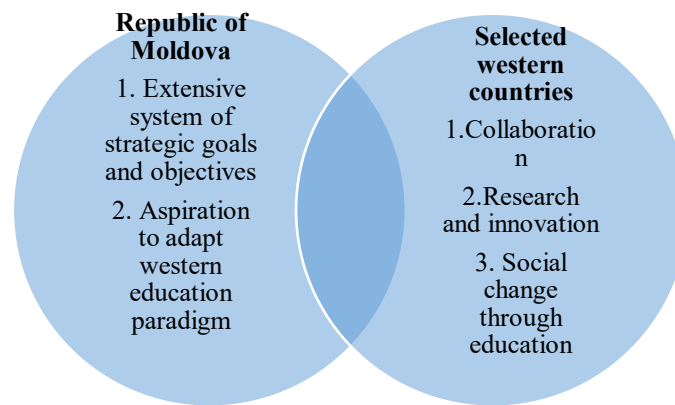 Republic of
Moldova
1. Extensive
system of
strategic goals
and objectives
2. Aspiration
to adapt
western
education
paradigm
Selected
western
countries
1.Collaboratio
n
2.Research
and innovation
3. Social
change
through
education